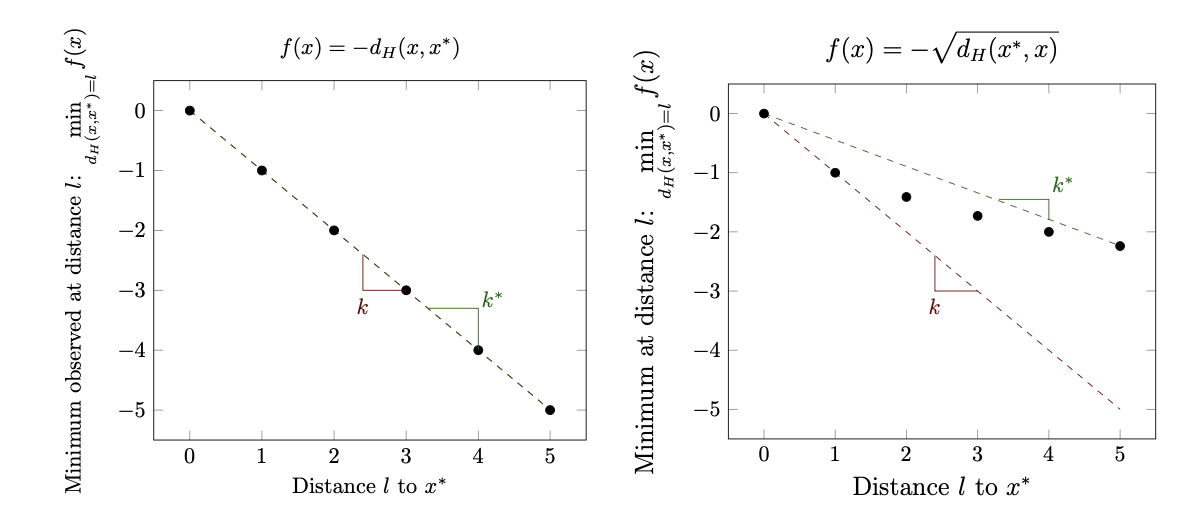 f(x) = −d_H(x, x*)
Minimum observed at distance l: min_{d_H(x,x*)=l} f(x)
0
−1
−2
−3
−4
−5
k
k*
0 1 2 3 4 5
Distance l to x*
f(x) = −√d_H(x*, x)
Minimum at distance l: min_{d_H(x,x*)=l} f(x)
0
−1
−2
−3
−4
−5
k*
k
0 1 2 3 4 5
Distance l to x*